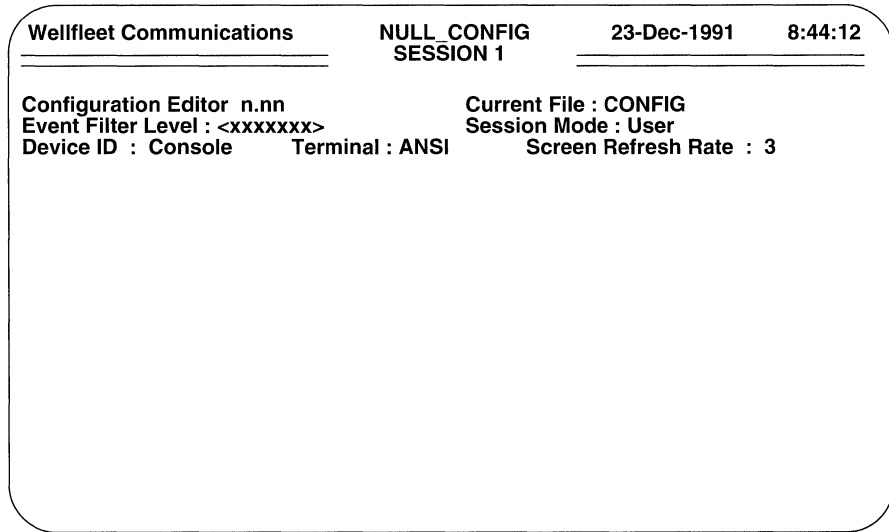 Wellfleet Communications NULL_CONFIG 23-Dec-1991 8:44:12
SESSION 1
Configuration Editor n.nn Current File : CONFIG
Event Filter Level : <xxxxxxx> Session Mode : User
Device ID : Console Terminal : ANSI Screen Refresh Rate : 3